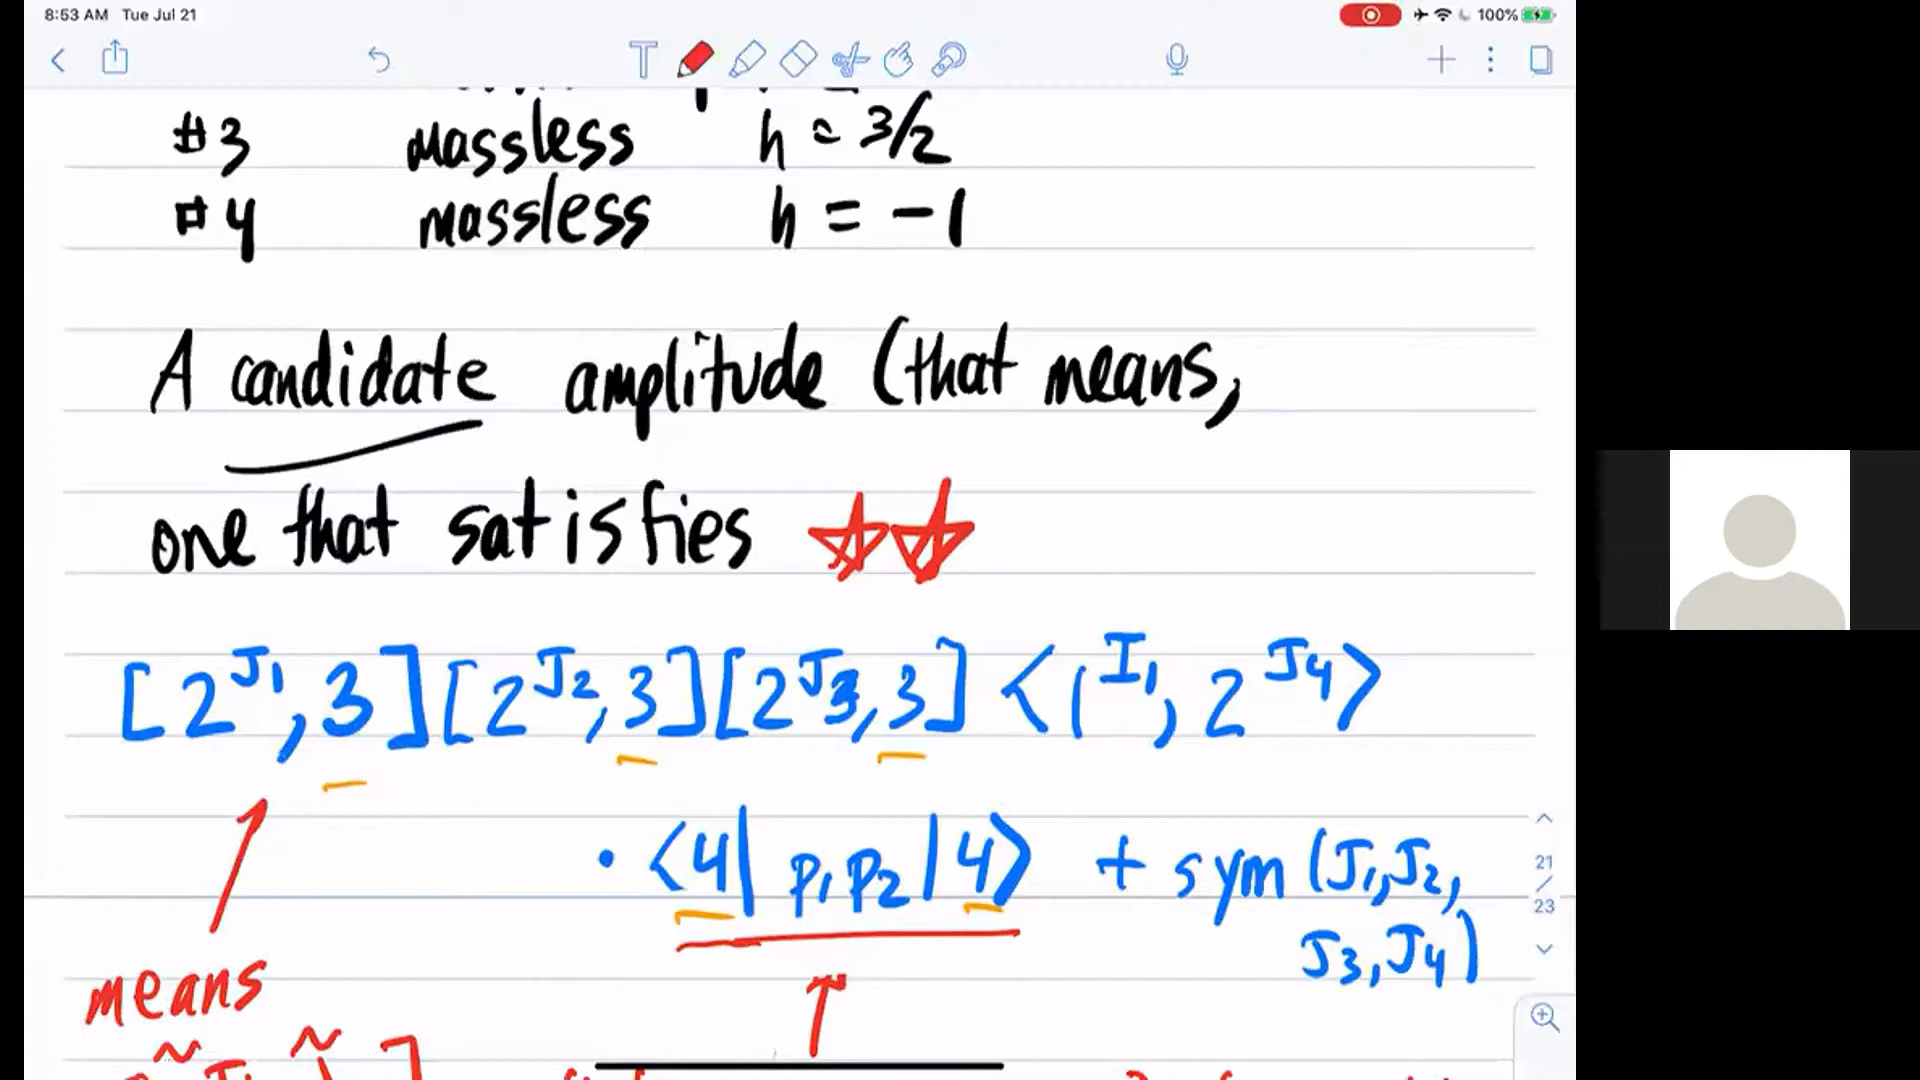 8:53 AM Tue Jul 21
100%
#3 massless h = 3/2
#4 massless h = -1
A candidate amplitude (that means,
one that satisfies ☆☆
[2^J1, 3][2^J2, 3][2^J3, 3]⟨1^I1, 2^J4⟩
· ⟨4| p1 p2 |4⟩ + sym (J1, J2,
J3, J4)
21
/
23
means